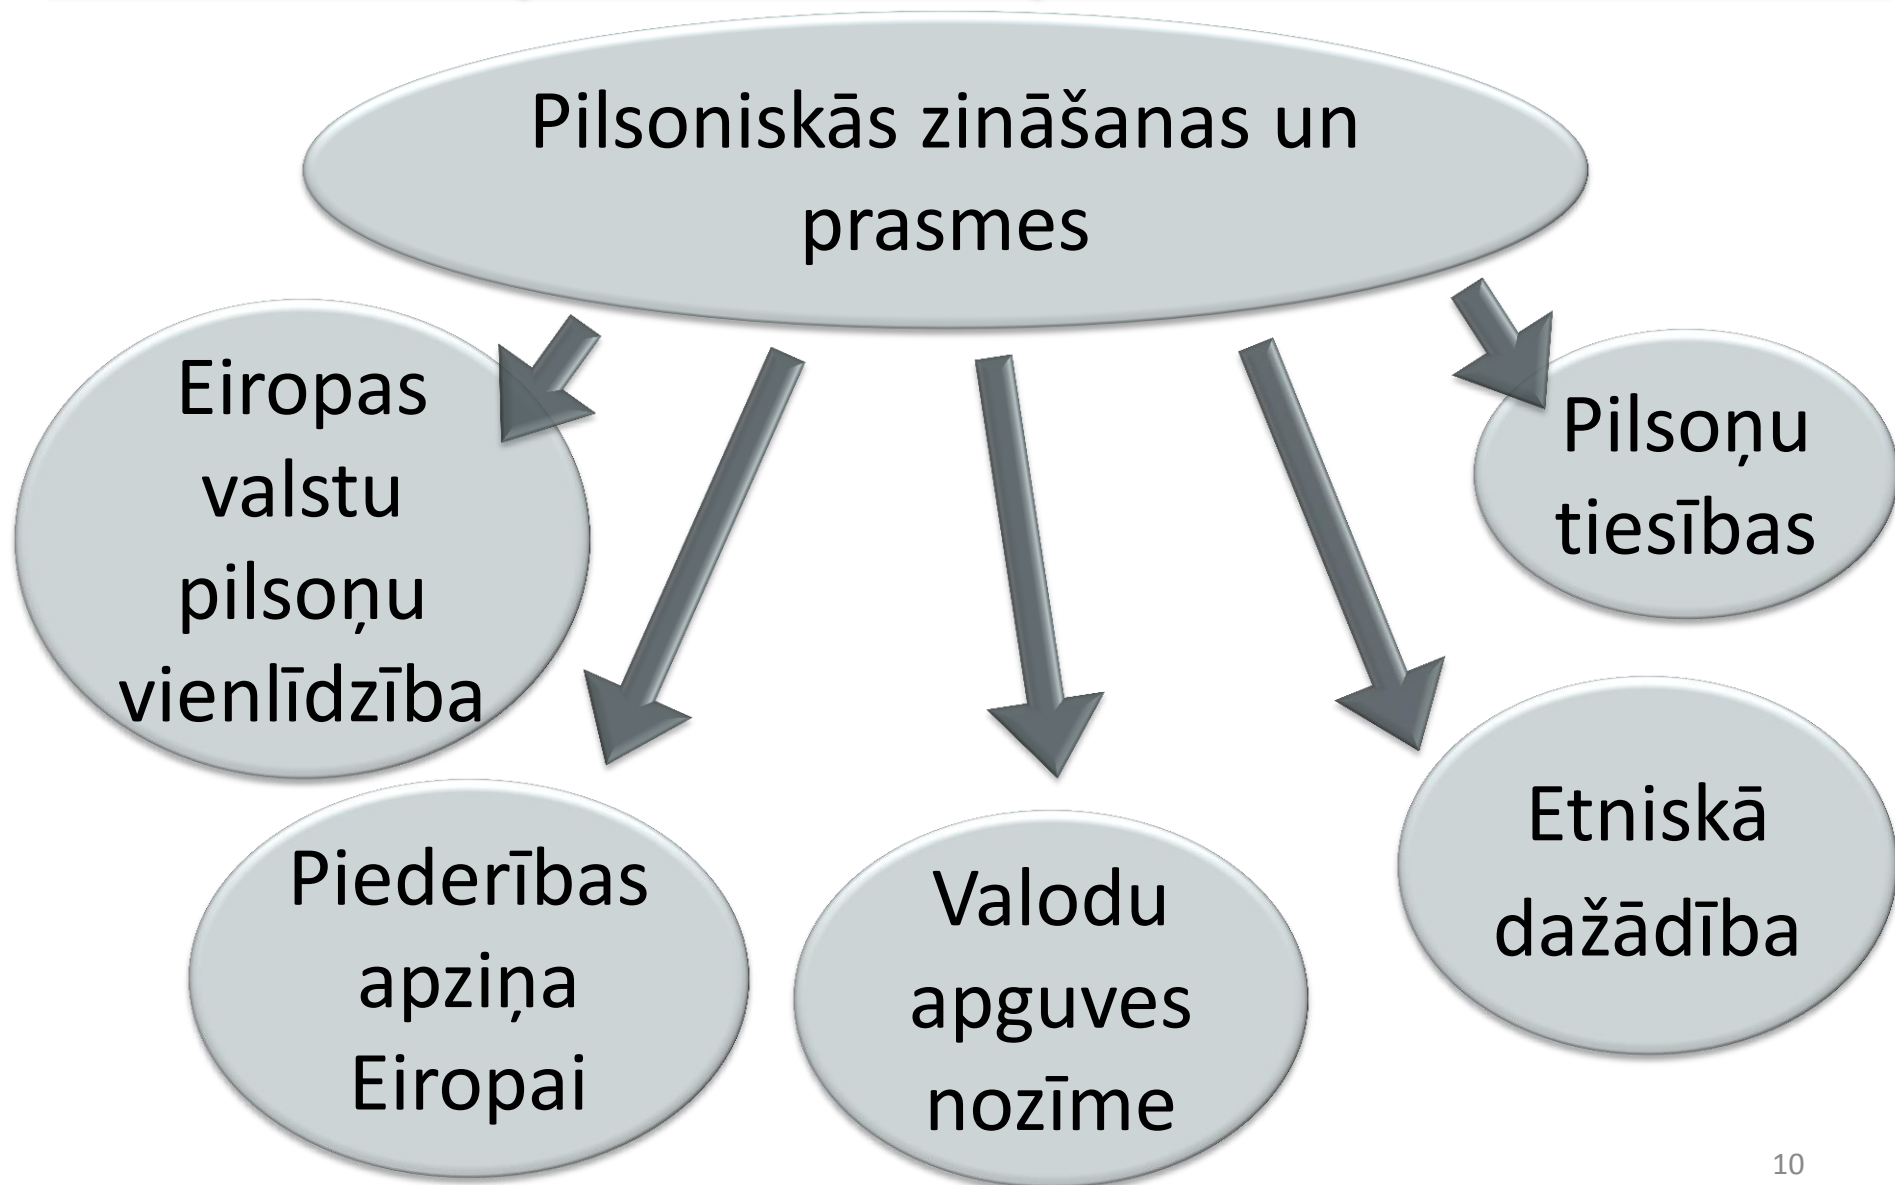 Pilsoniskās zināšanas un
prasmes
Eiropas
valstu
pilsoņu
vienlīdzība
Pilsoņu
tiesības
Piederības
apziņa
Eiropai
Valodu
apguves
nozīme
Etniskā
dažādība
10